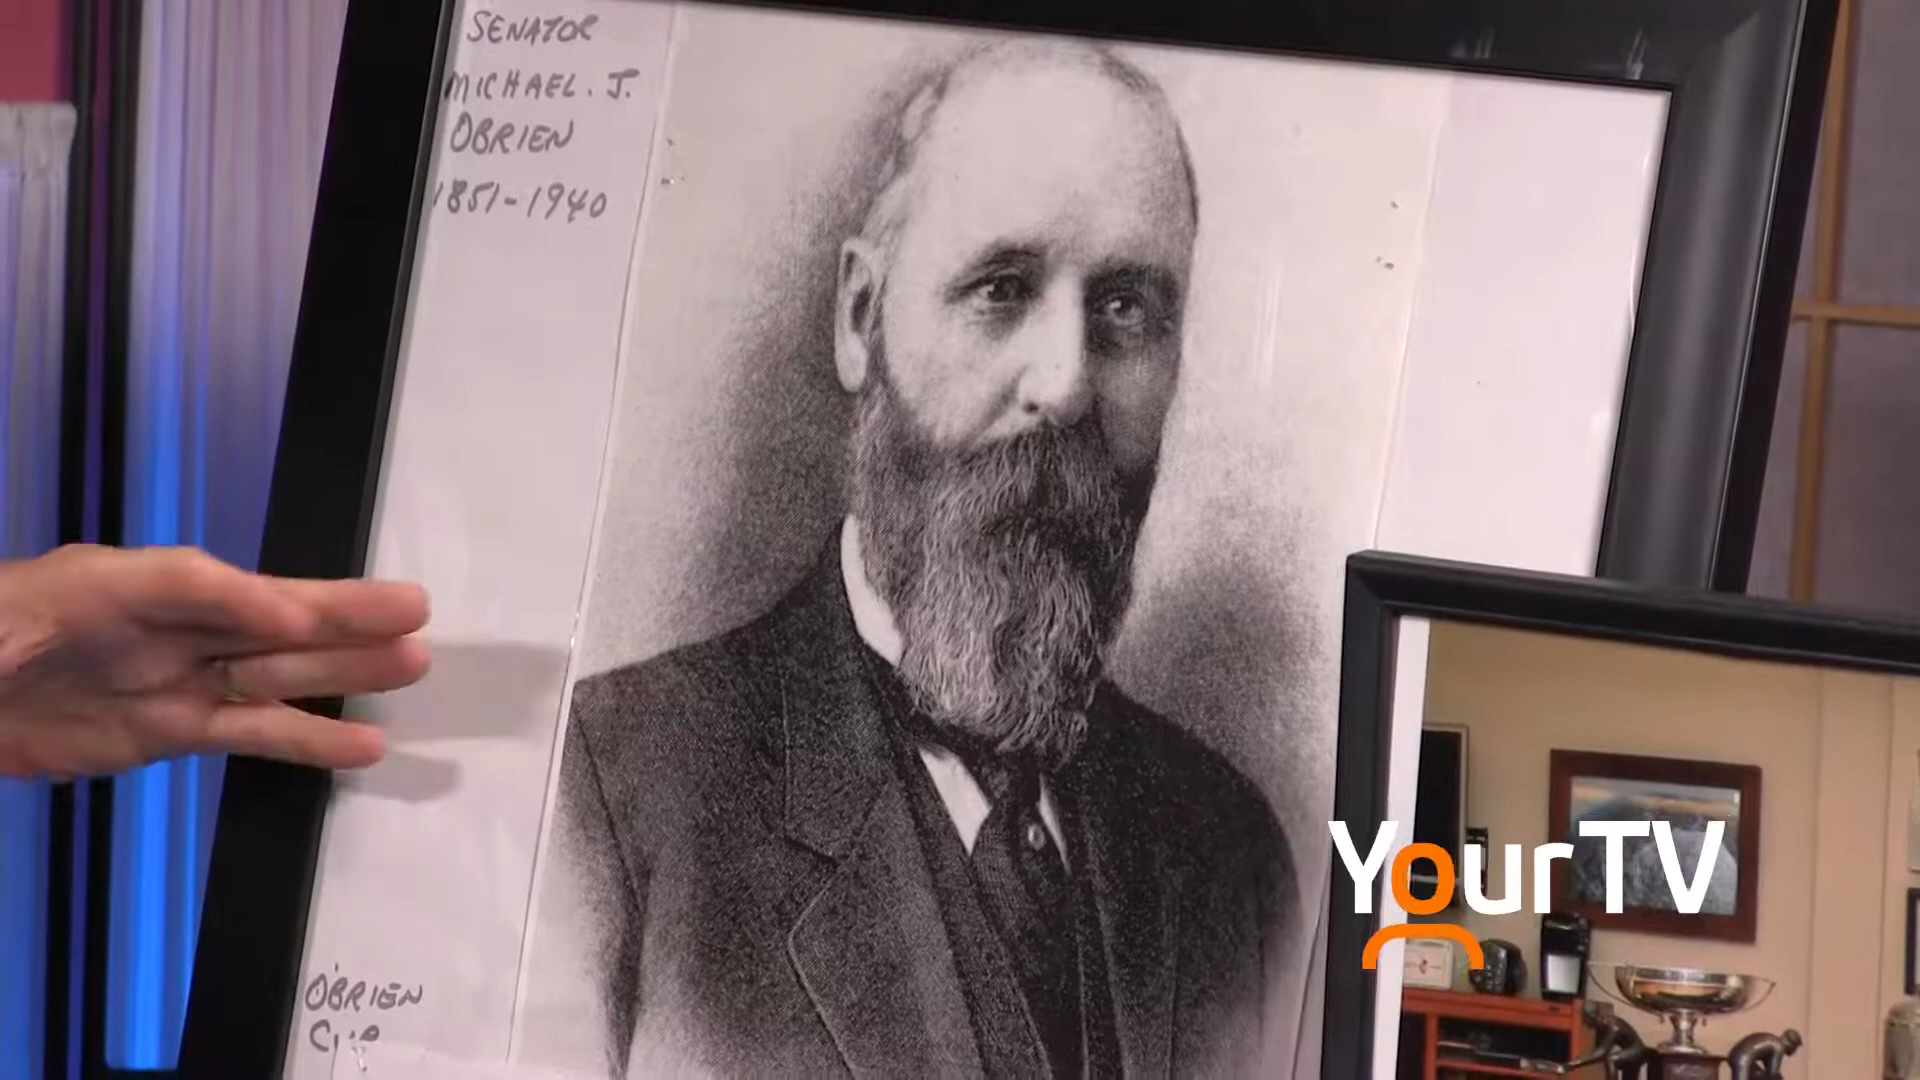 SENATOR
MICHAEL. J.
OBRIEN
1851-1940
O'BRIEN
YourTV